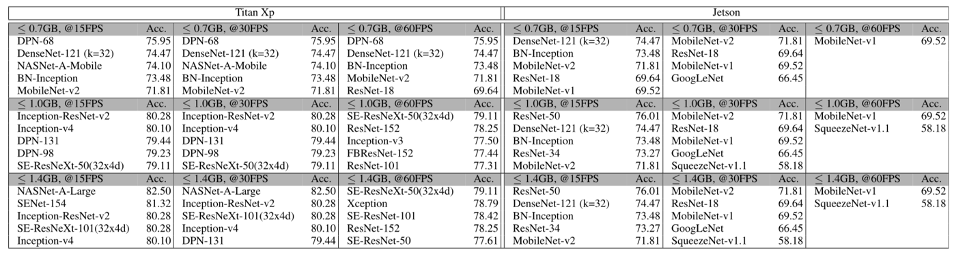 Titan Xp Jetson
≤ 0.7GB, @15FPS Acc. ≤ 0.7GB, @30FPS Acc. ≤ 0.7GB, @60FPS Acc. ≤ 0.7GB, @15FPS Acc. ≤ 0.7GB, @30FPS Acc. ≤ 0.7GB, @60FPS Acc.
DPN-68 75.95 DPN-68 75.95 DPN-68 75.95 DenseNet-121 (k=32) 74.47 MobileNet-v2 71.81 MobileNet-v1 69.52
DenseNet-121 (k=32) 74.47 DenseNet-121 (k=32) 74.47 DenseNet-121 (k=32) 74.47 BN-Inception 73.48 ResNet-18 69.64
NASNet-A-Mobile 74.10 NASNet-A-Mobile 74.10 BN-Inception 73.48 MobileNet-v2 71.81 MobileNet-v1 69.52
BN-Inception 73.48 BN-Inception 73.48 MobileNet-v2 71.81 ResNet-18 69.64 GoogLeNet 66.45
MobileNet-v2 71.81 MobileNet-v2 71.81 ResNet-18 69.64 MobileNet-v1 69.52
≤ 1.0GB, @15FPS Acc. ≤ 1.0GB, @30FPS Acc. ≤ 1.0GB, @60FPS Acc. ≤ 1.0GB, @15FPS Acc. ≤ 1.0GB, @30FPS Acc. ≤ 1.0GB, @60FPS Acc.
Inception-ResNet-v2 80.28 Inception-ResNet-v2 80.28 SE-ResNeXt-50(32x4d) 79.11 ResNet-50 76.01 MobileNet-v2 71.81 MobileNet-v1 69.52
Inception-v4 80.10 Inception-v4 80.10 ResNet-152 78.25 DenseNet-121 (k=32) 74.47 ResNet-18 69.64 SqueezeNet-v1.1 58.18
DPN-131 79.44 DPN-131 79.44 Inception-v3 77.50 BN-Inception 73.48 MobileNet-v1 69.52
DPN-98 79.23 DPN-98 79.23 FBResNet-152 77.44 ResNet-34 73.27 GoogLeNet 66.45
SE-ResNeXt-50(32x4d) 79.11 SE-ResNeXt-50(32x4d) 79.11 ResNet-101 77.31 MobileNet-v2 71.81 SqueezeNet-v1.1 58.18
≤ 1.4GB, @15FPS Acc. ≤ 1.4GB, @30FPS Acc. ≤ 1.4GB, @60FPS Acc. ≤ 1.4GB, @15FPS Acc. ≤ 1.4GB, @30FPS Acc. ≤ 1.4GB, @60FPS Acc.
NASNet-A-Large 82.50 NASNet-A-Large 82.50 SE-ResNeXt-50(32x4d) 79.11 ResNet-50 76.01 MobileNet-v2 71.81 MobileNet-v1 69.52
SENet-154 81.32 Inception-ResNet-v2 80.28 Xception 78.79 DenseNet-121 (k=32) 74.47 ResNet-18 69.64 SqueezeNet-v1.1 58.18
Inception-ResNet-v2 80.28 SE-ResNeXt-101(32x4d) 80.28 SE-ResNet-101 78.42 BN-Inception 73.48 MobileNet-v1 69.52
SE-ResNeXt-101(32x4d) 80.28 Inception-v4 80.10 ResNet-152 78.25 ResNet-34 73.27 GoogLeNet 66.45
Inception-v4 80.10 DPN-131 79.44 SE-ResNet-50 77.61 MobileNet-v2 71.81 SqueezeNet-v1.1 58.18